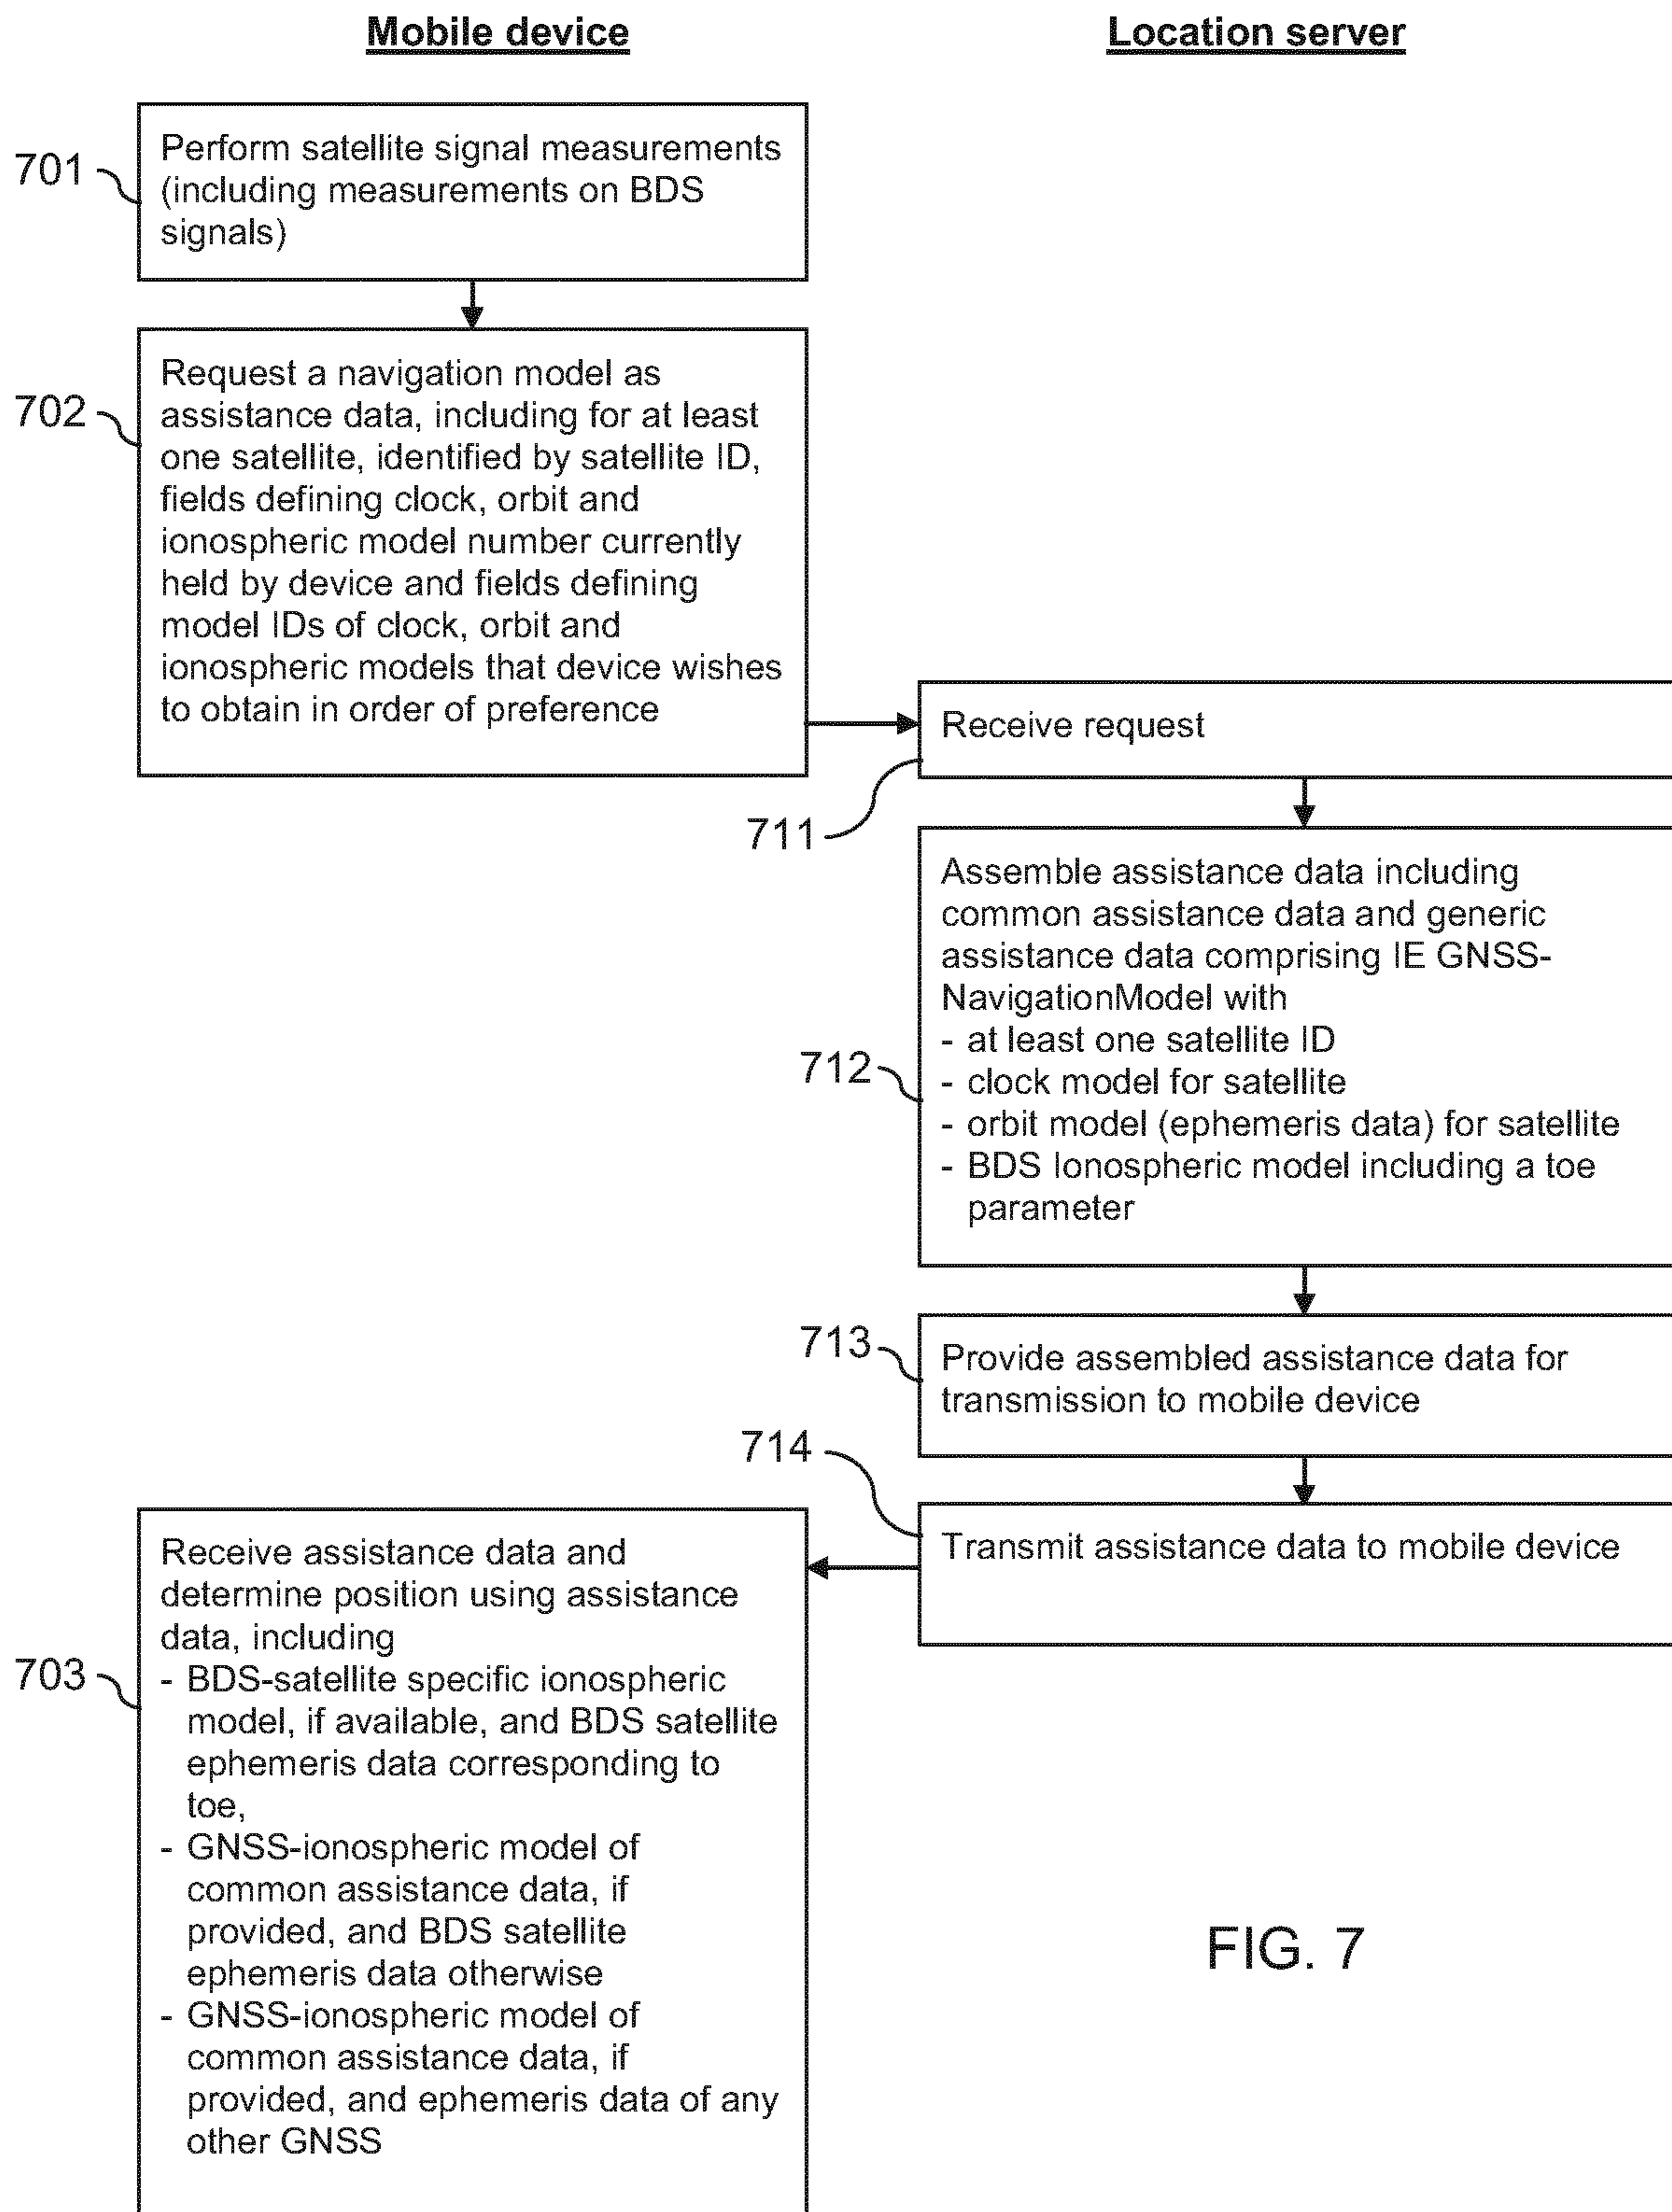 Mobile device
Location server
701
Perform satellite signal measurements
(including measurements on BDS
signals)
702
Request a navigation model as
assistance data, including for at least
one satellite, identified by satellite ID,
fields defining clock, orbit and
ionospheric model number currently
held by device and fields defining
model IDs of clock, orbit and
ionospheric models that device wishes
to obtain in order of preference
Receive request
711
Assemble assistance data including
common assistance data and generic
assistance data comprising IE GNSS-
NavigationModel with
- at least one satellite ID
- clock model for satellite
- orbit model (ephemeris data) for satellite
- BDS Ionospheric model including a toe
parameter
712
713
Provide assembled assistance data for
transmission to mobile device
714
Transmit assistance data to mobile device
703
Receive assistance data and
determine position using assistance
data, including
- BDS-satellite specific ionospheric
model, if available, and BDS satellite
ephemeris data corresponding to
toe,
- GNSS-ionospheric model of
common assistance data, if
provided, and BDS satellite
ephemeris data otherwise
- GNSS-ionospheric model of
common assistance data, if
provided, and ephemeris data of any
other GNSS
FIG. 7